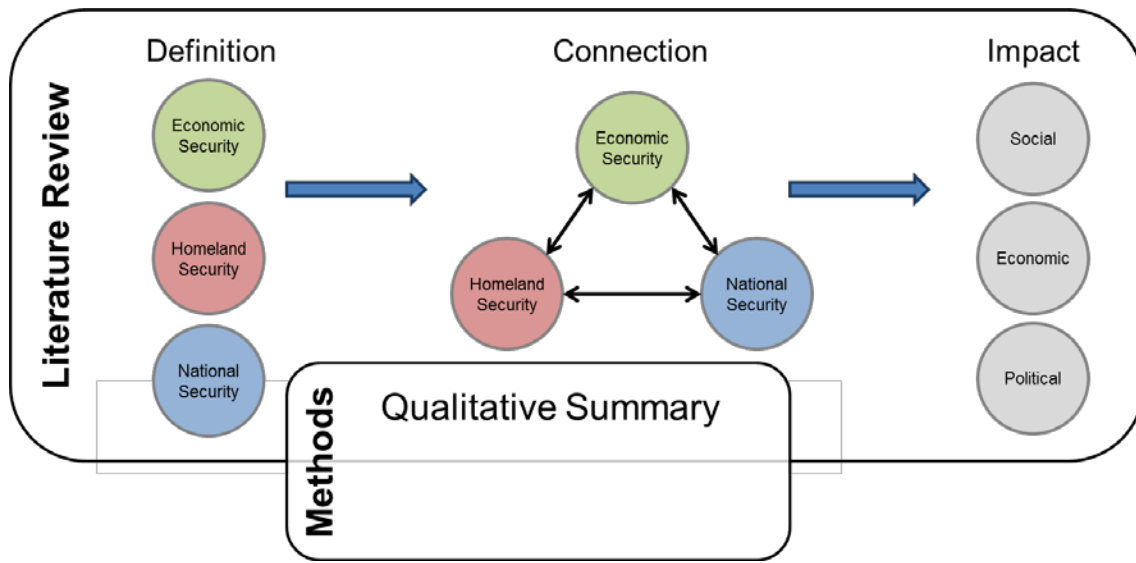 Literature Review
Definition
Economic
Security
Homeland
Security
National
Security
Connection
Economic
Security
Homeland
Security
National
Security
Impact
Social
Economic
Political
Methods
Qualitative Summary